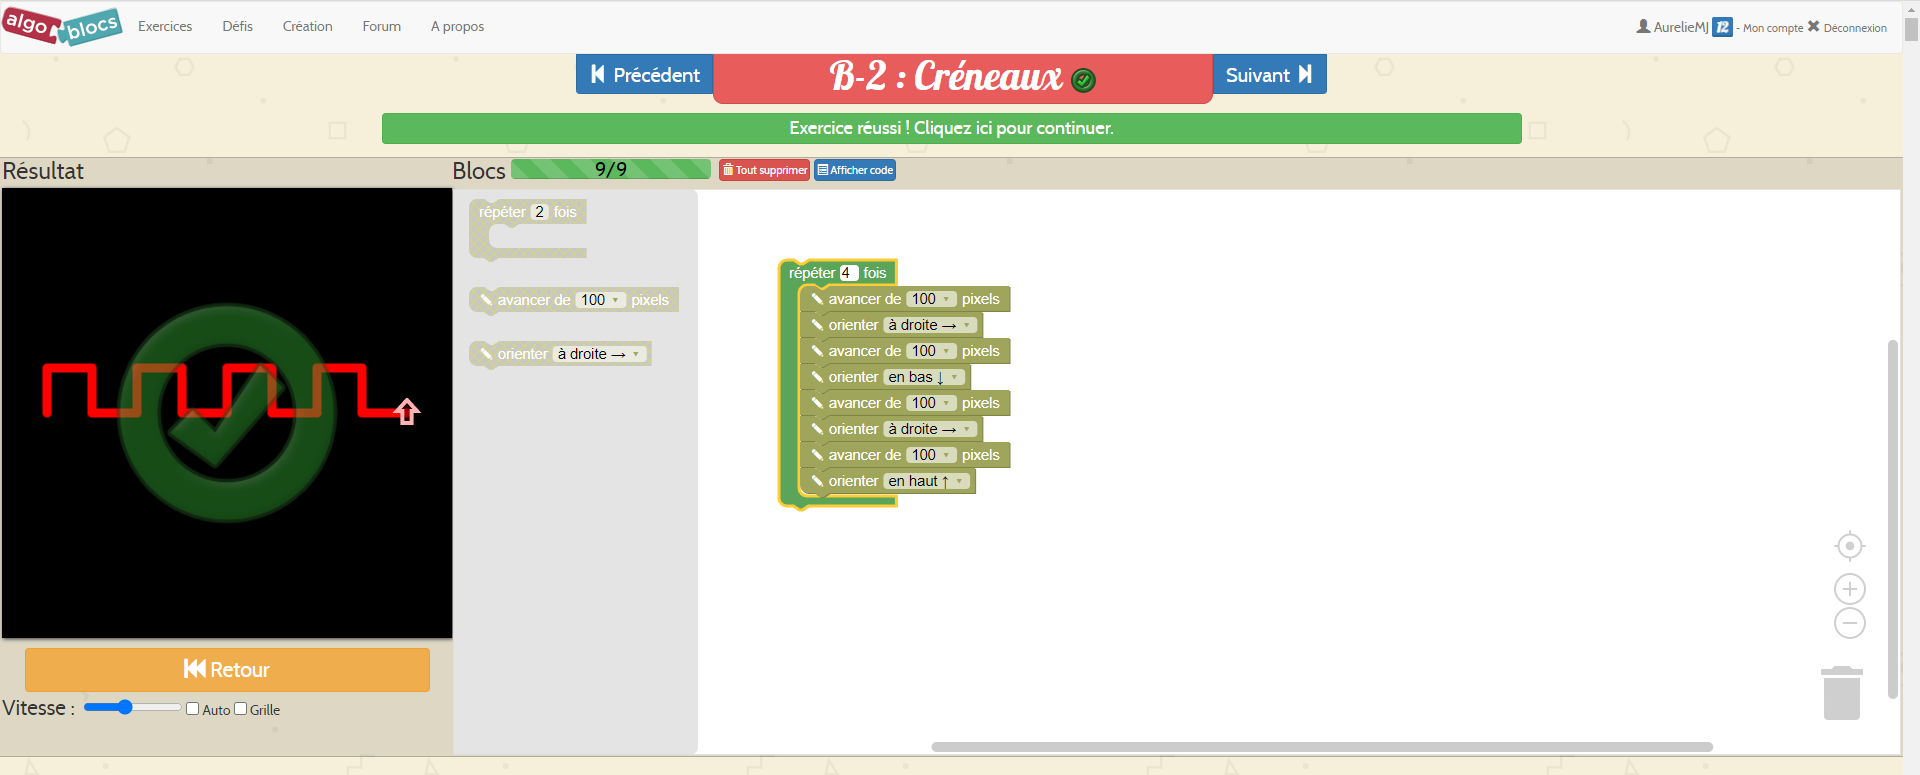 algo blocs Exercices Défis Création Forum A propos AurelieMJ 12 - Mon compte Déconnexion
Précédent B-2 : Créneaux Suivant
Exercice réussi ! Cliquez ici pour continuer.
Résultat Blocs 9/9 Tout supprimer Afficher code
répéter 2 fois
avancer de 100 pixels
orienter à droite →
répéter 4 fois
avancer de 100 pixels
orienter à droite →
avancer de 100 pixels
orienter en bas ↓
avancer de 100 pixels
orienter à droite →
avancer de 100 pixels
orienter en haut ↑
Retour
Vitesse : Auto Grille